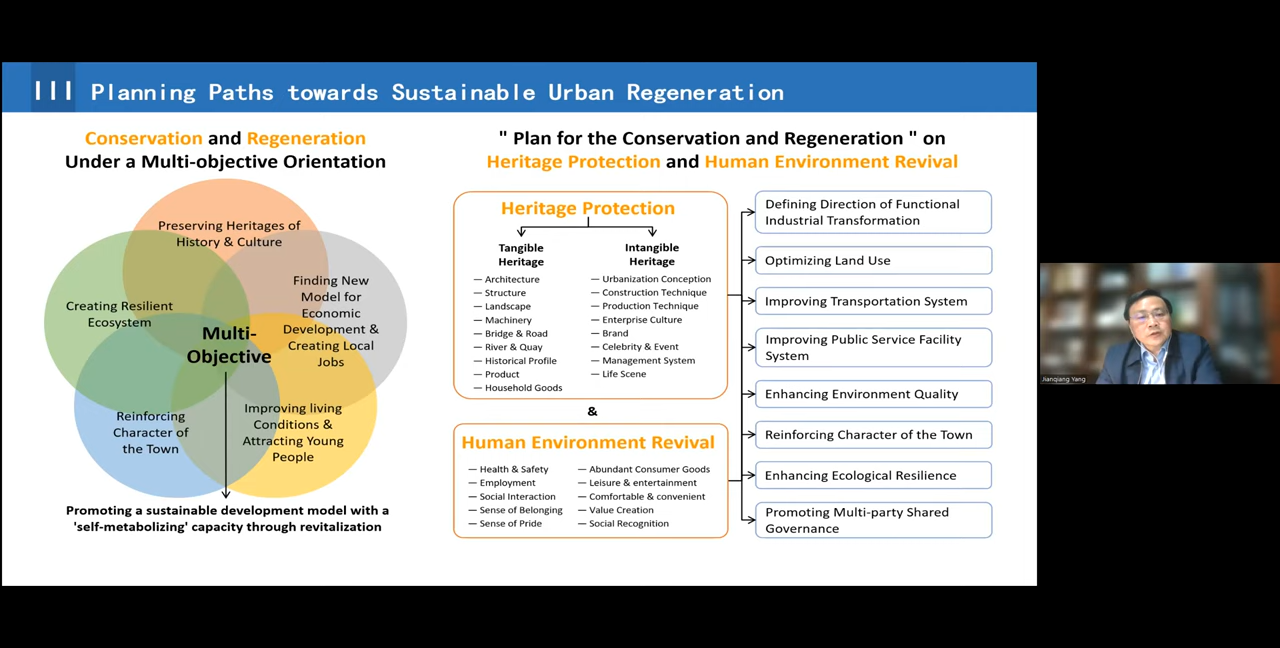 III Planning Paths towards Sustainable Urban Regeneration
Conservation and Regeneration
Under a Multi-objective Orientation
Preserving Heritages of
History & Culture
Creating Resilient
Ecosystem
Finding New
Model for
Economic
Development &
Creating Local
Jobs
Multi-
Objective
Reinforcing
Character of
the Town
Improving living
Conditions &
Attracting Young
People
Promoting a sustainable development model with a
'self-metabolizing' capacity through revitalization
" Plan for the Conservation and Regeneration " on
Heritage Protection and Human Environment Revival
Heritage Protection
Tangible
Heritage
— Architecture
— Structure
— Landscape
— Machinery
— Bridge & Road
— River & Quay
— Historical Profile
— Product
— Household Goods
Intangible
Heritage
— Urbanization Conception
— Construction Technique
— Production Technique
— Enterprise Culture
— Brand
— Celebrity & Event
— Management System
— Life Scene
&
Human Environment Revival
— Health & Safety
— Employment
— Social Interaction
— Sense of Belonging
— Sense of Pride
— Abundant Consumer Goods
— Leisure & entertainment
— Comfortable & convenient
— Value Creation
— Social Recognition
Defining Direction of Functional
Industrial Transformation
Optimizing Land Use
Improving Transportation System
Improving Public Service Facility
System
Enhancing Environment Quality
Reinforcing Character of the Town
Enhancing Ecological Resilience
Promoting Multi-party Shared
Governance
Jianqiang Yang